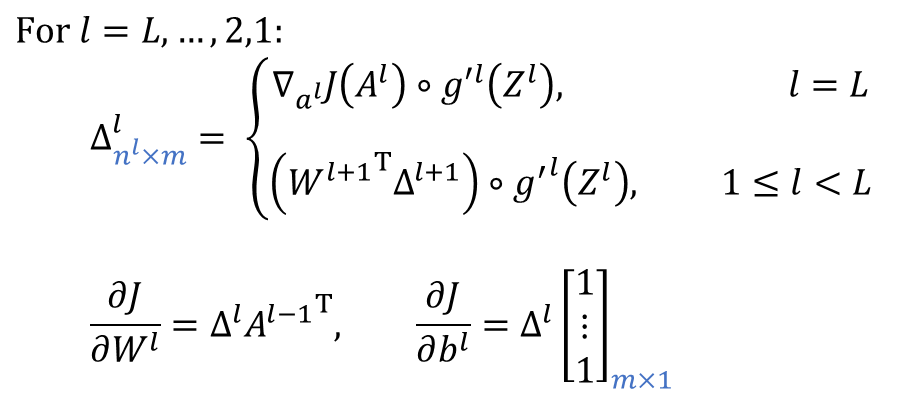 For l = L, … , 2,1:
Δ^l_{n^l×m} = { ∇_{a^l}J(A^l) ∘ g′^l(Z^l), l = L
(W^{l+1}^T Δ^{l+1}) ∘ g′^l(Z^l), 1 ≤ l < L
∂J/∂W^l = Δ^l A^{l−1}^T, ∂J/∂b^l = Δ^l [1 ⋮ 1]_{m×1}